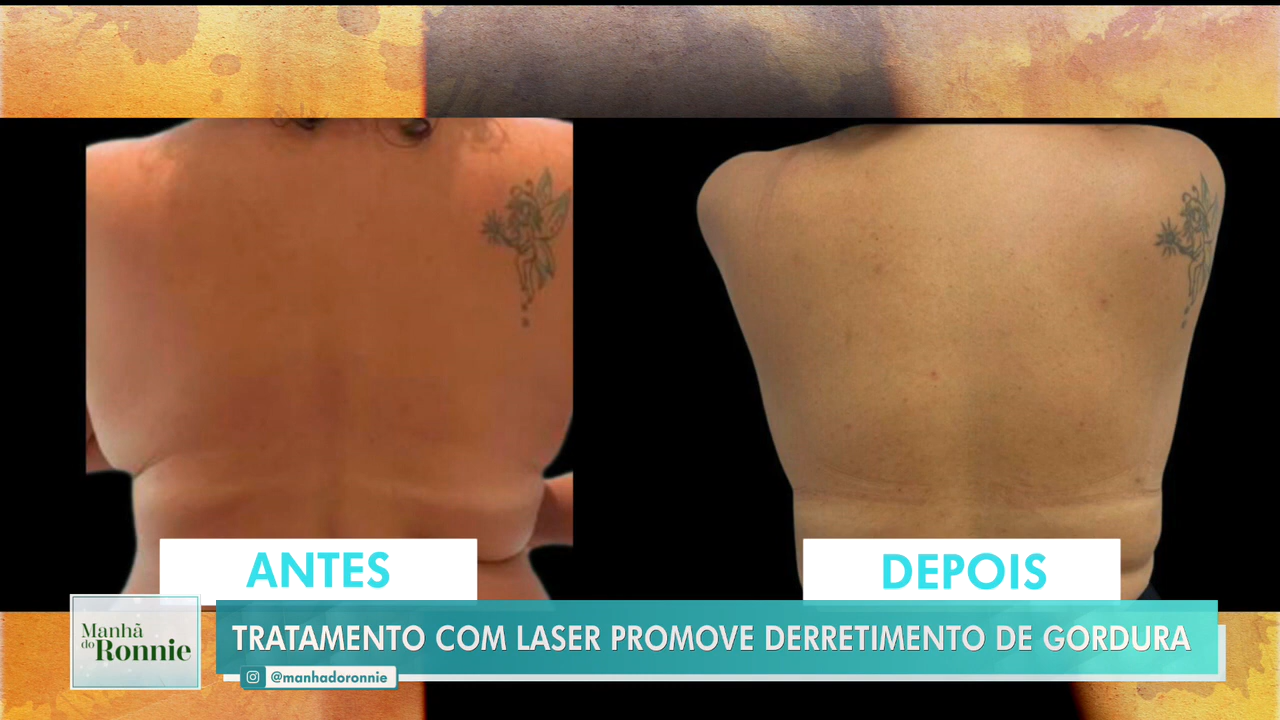 ANTES
DEPOIS
Manhã
do Ronnie
TRATAMENTO COM LASER PROMOVE DERRETIMENTO DE GORDURA
@manhadoronnie